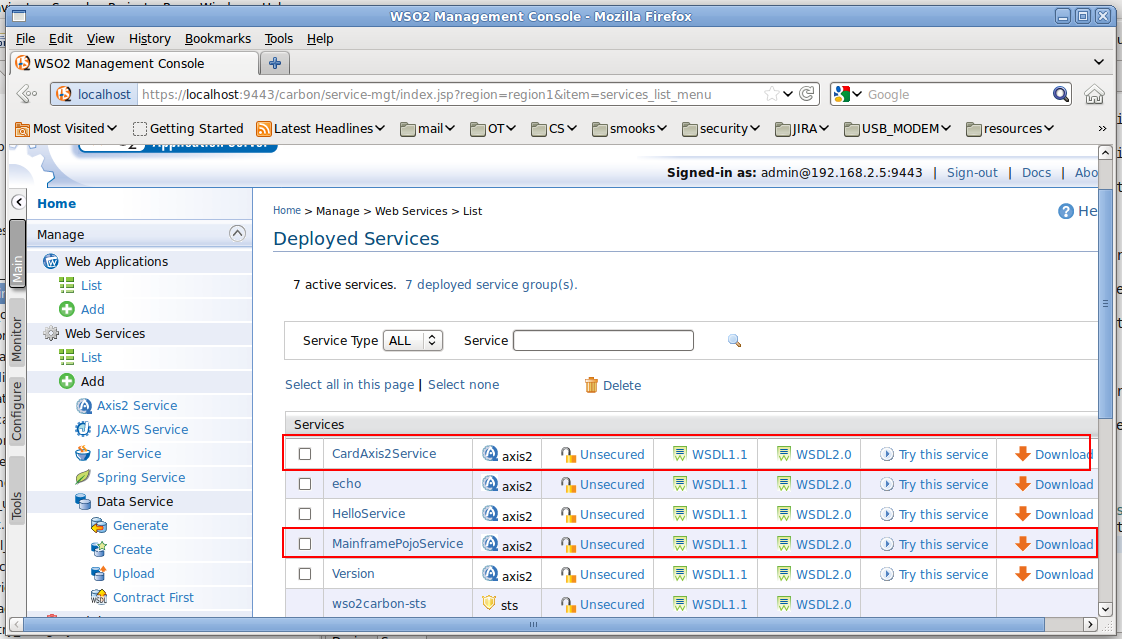 WSO2 Management Console - Mozilla Firefox
File Edit View History Bookmarks Tools Help
WSO2 Management Console
localhost https://localhost:9443/carbon/service-mgt/index.jsp?region=region1&item=services_list_menu Google
Most Visited Getting Started Latest Headlines mail OT CS smooks security JIRA USB_MODEM resources »
Signed-in as: admin@192.168.2.5:9443 | Sign-out | Docs | Abo
Main
Monitor
Configure
Tools
Home
Manage
Web Applications
List
Add
Web Services
List
Add
Axis2 Service
JAX-WS Service
Jar Service
Spring Service
Data Service
Generate
Create
Upload
Contract First
Home > Manage > Web Services > List
He
Deployed Services
7 active services. 7 deployed service group(s).
Service Type ALL Service
Select all in this page | Select none Delete
Services
CardAxis2Service axis2 Unsecured WSDL1.1 WSDL2.0 Try this service Download
echo axis2 Unsecured WSDL1.1 WSDL2.0 Try this service Download
HelloService axis2 Unsecured WSDL1.1 WSDL2.0 Try this service Download
MainframePojoService axis2 Unsecured WSDL1.1 WSDL2.0 Try this service Download
Version axis2 Unsecured WSDL1.1 WSDL2.0 Try this service Download
wso2carbon-sts sts Unsecured WSDL1.1 WSDL2.0